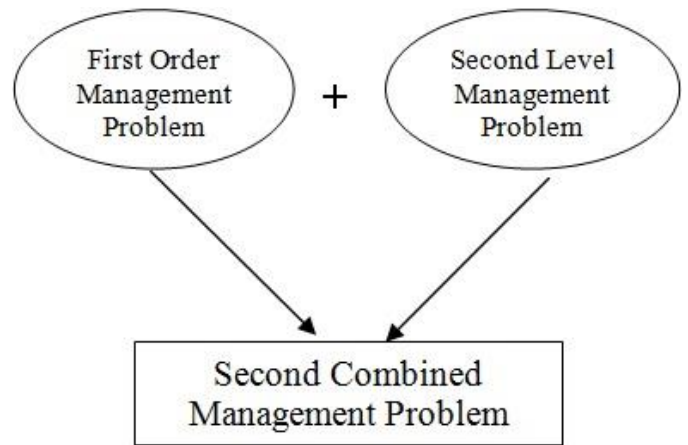 First Order
Management
Problem
+
Second Level
Management
Problem
Second Combined
Management Problem